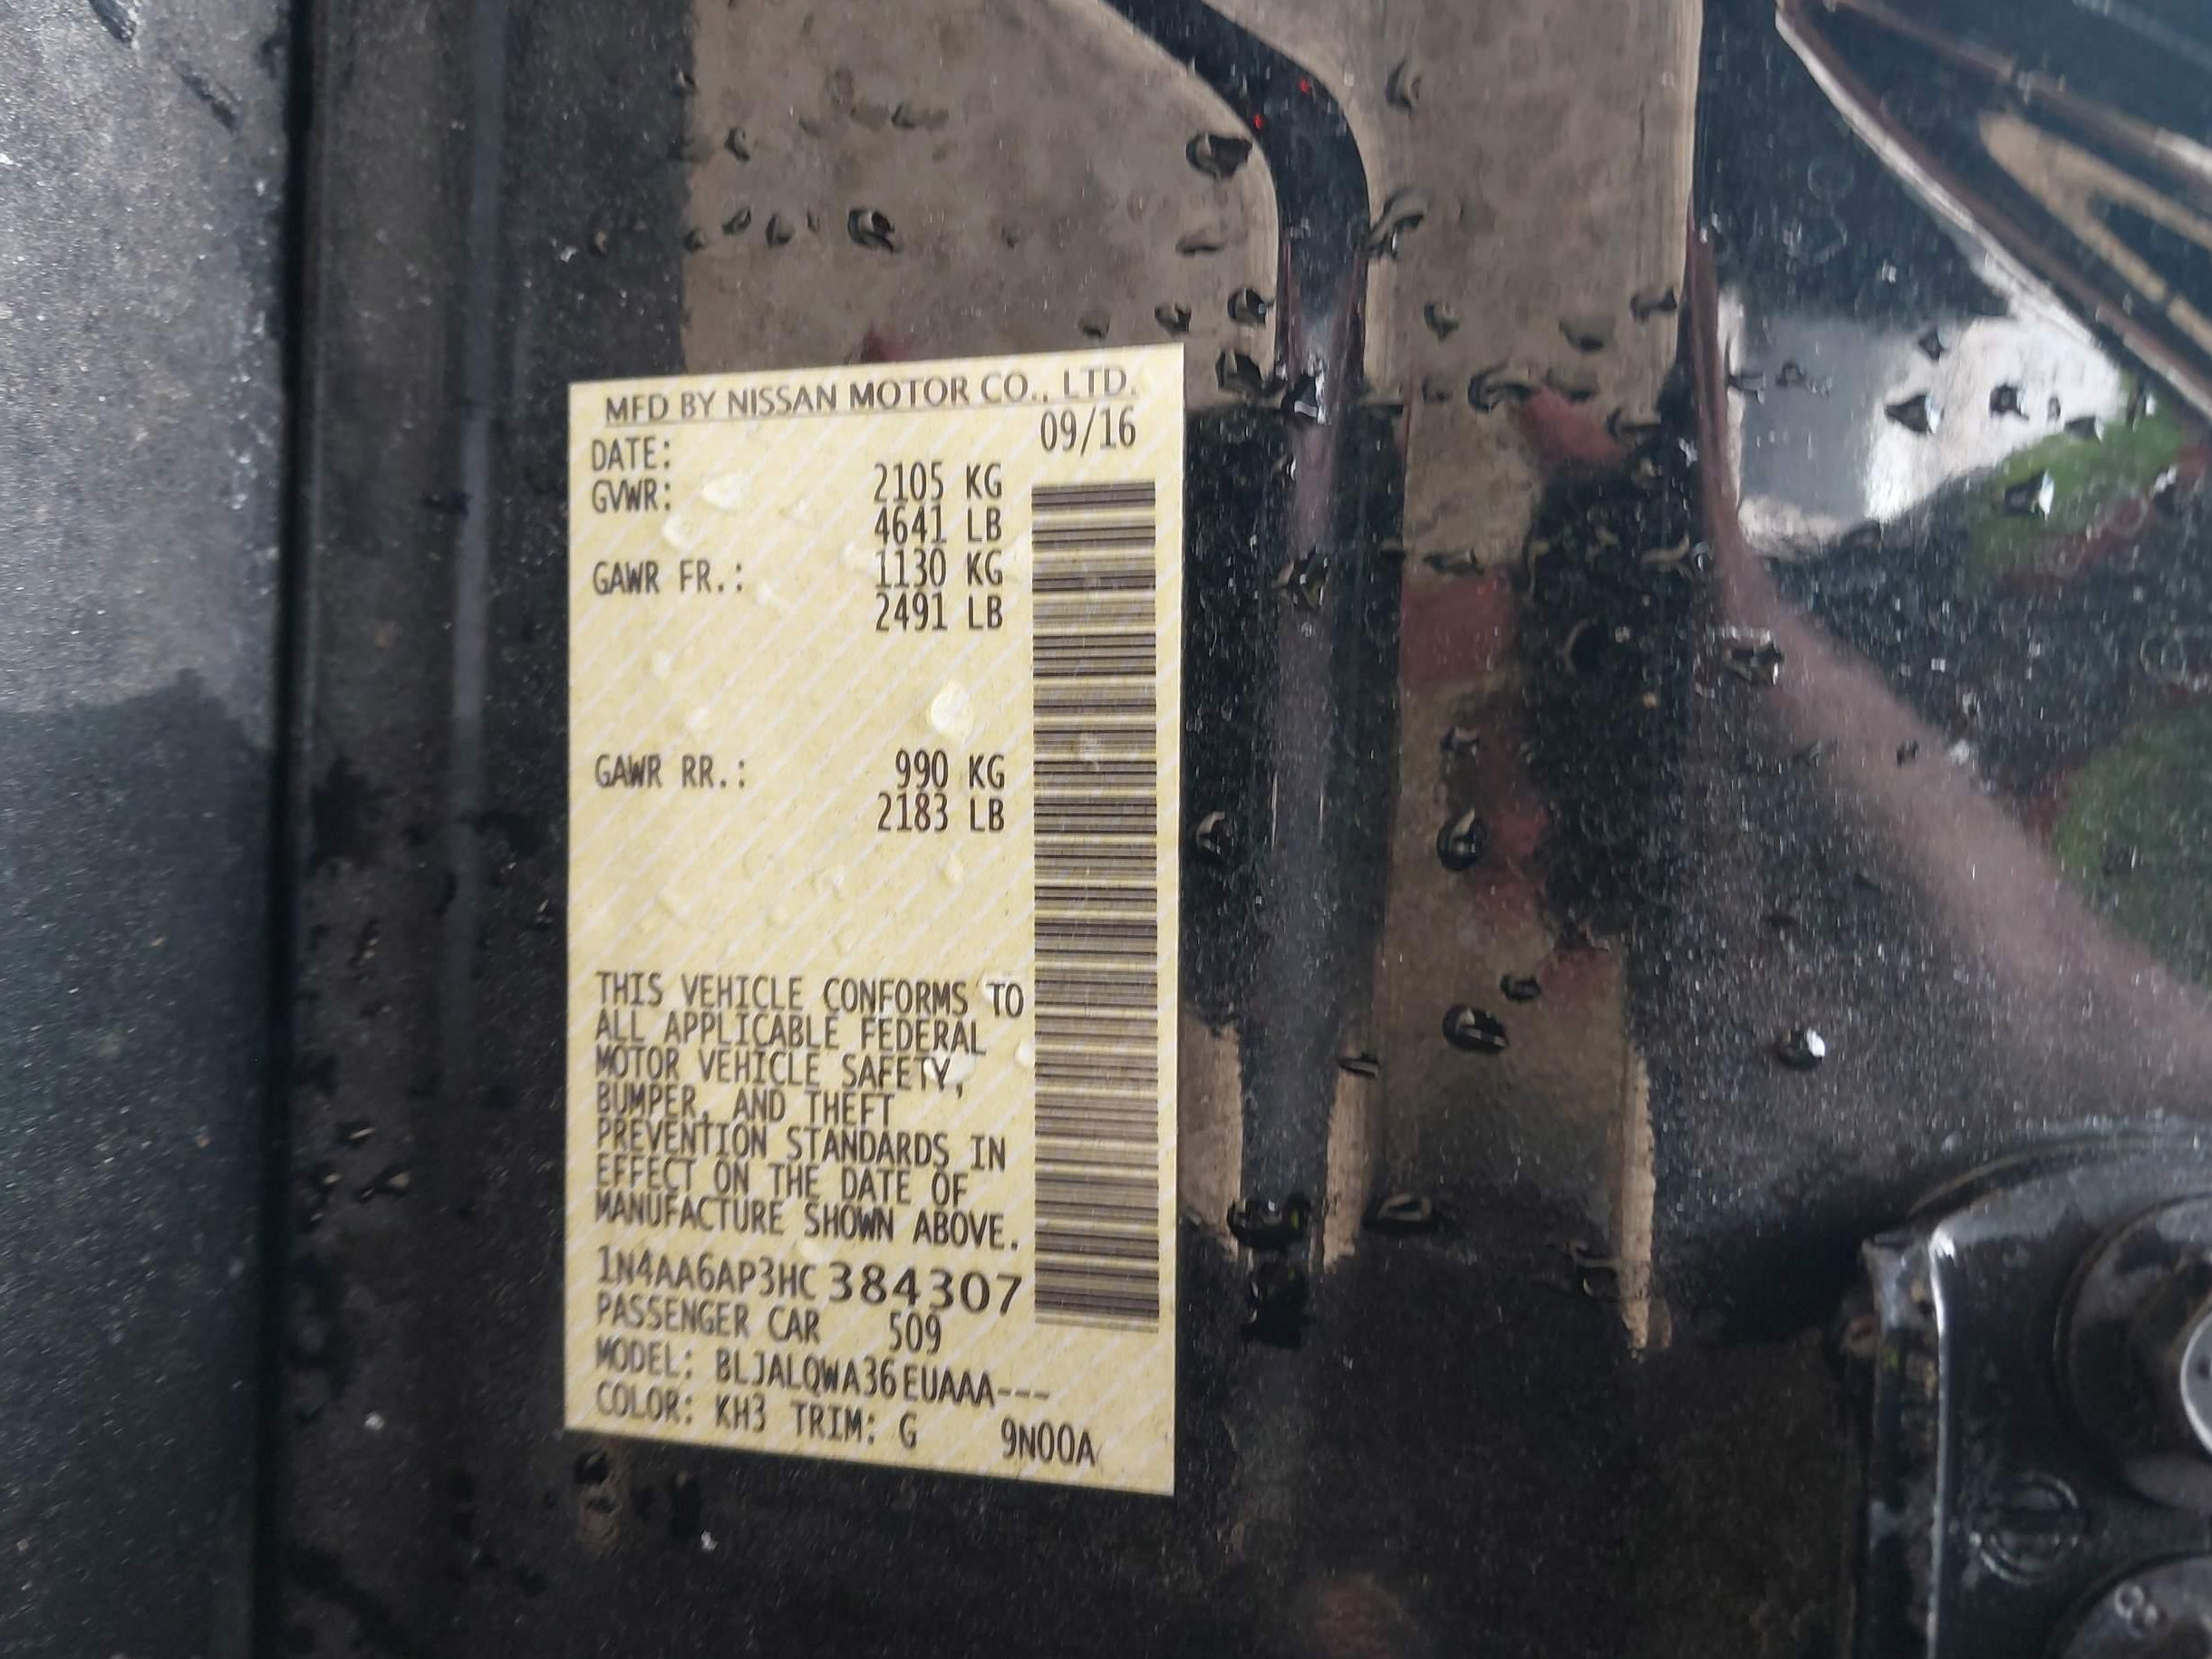 MFD BY NISSAN MOTOR CO., LTD.
DATE: 09/16
GVWR: 2105 KG
4641 LB
GAWR FR.: 1130 KG
2491 LB
GAWR RR.: 990 KG
2183 LB
THIS VEHICLE CONFORMS TO
ALL APPLICABLE FEDERAL
MOTOR VEHICLE SAFETY,
BUMPER, AND THEFT
PREVENTION STANDARDS IN
EFFECT ON THE DATE OF
MANUFACTURE SHOWN ABOVE.
1N4AA6AP3HC384307
PASSENGER CAR 509
MODEL: BLJALQWA36EUAAA---
COLOR: KH3 TRIM: G 9N00A